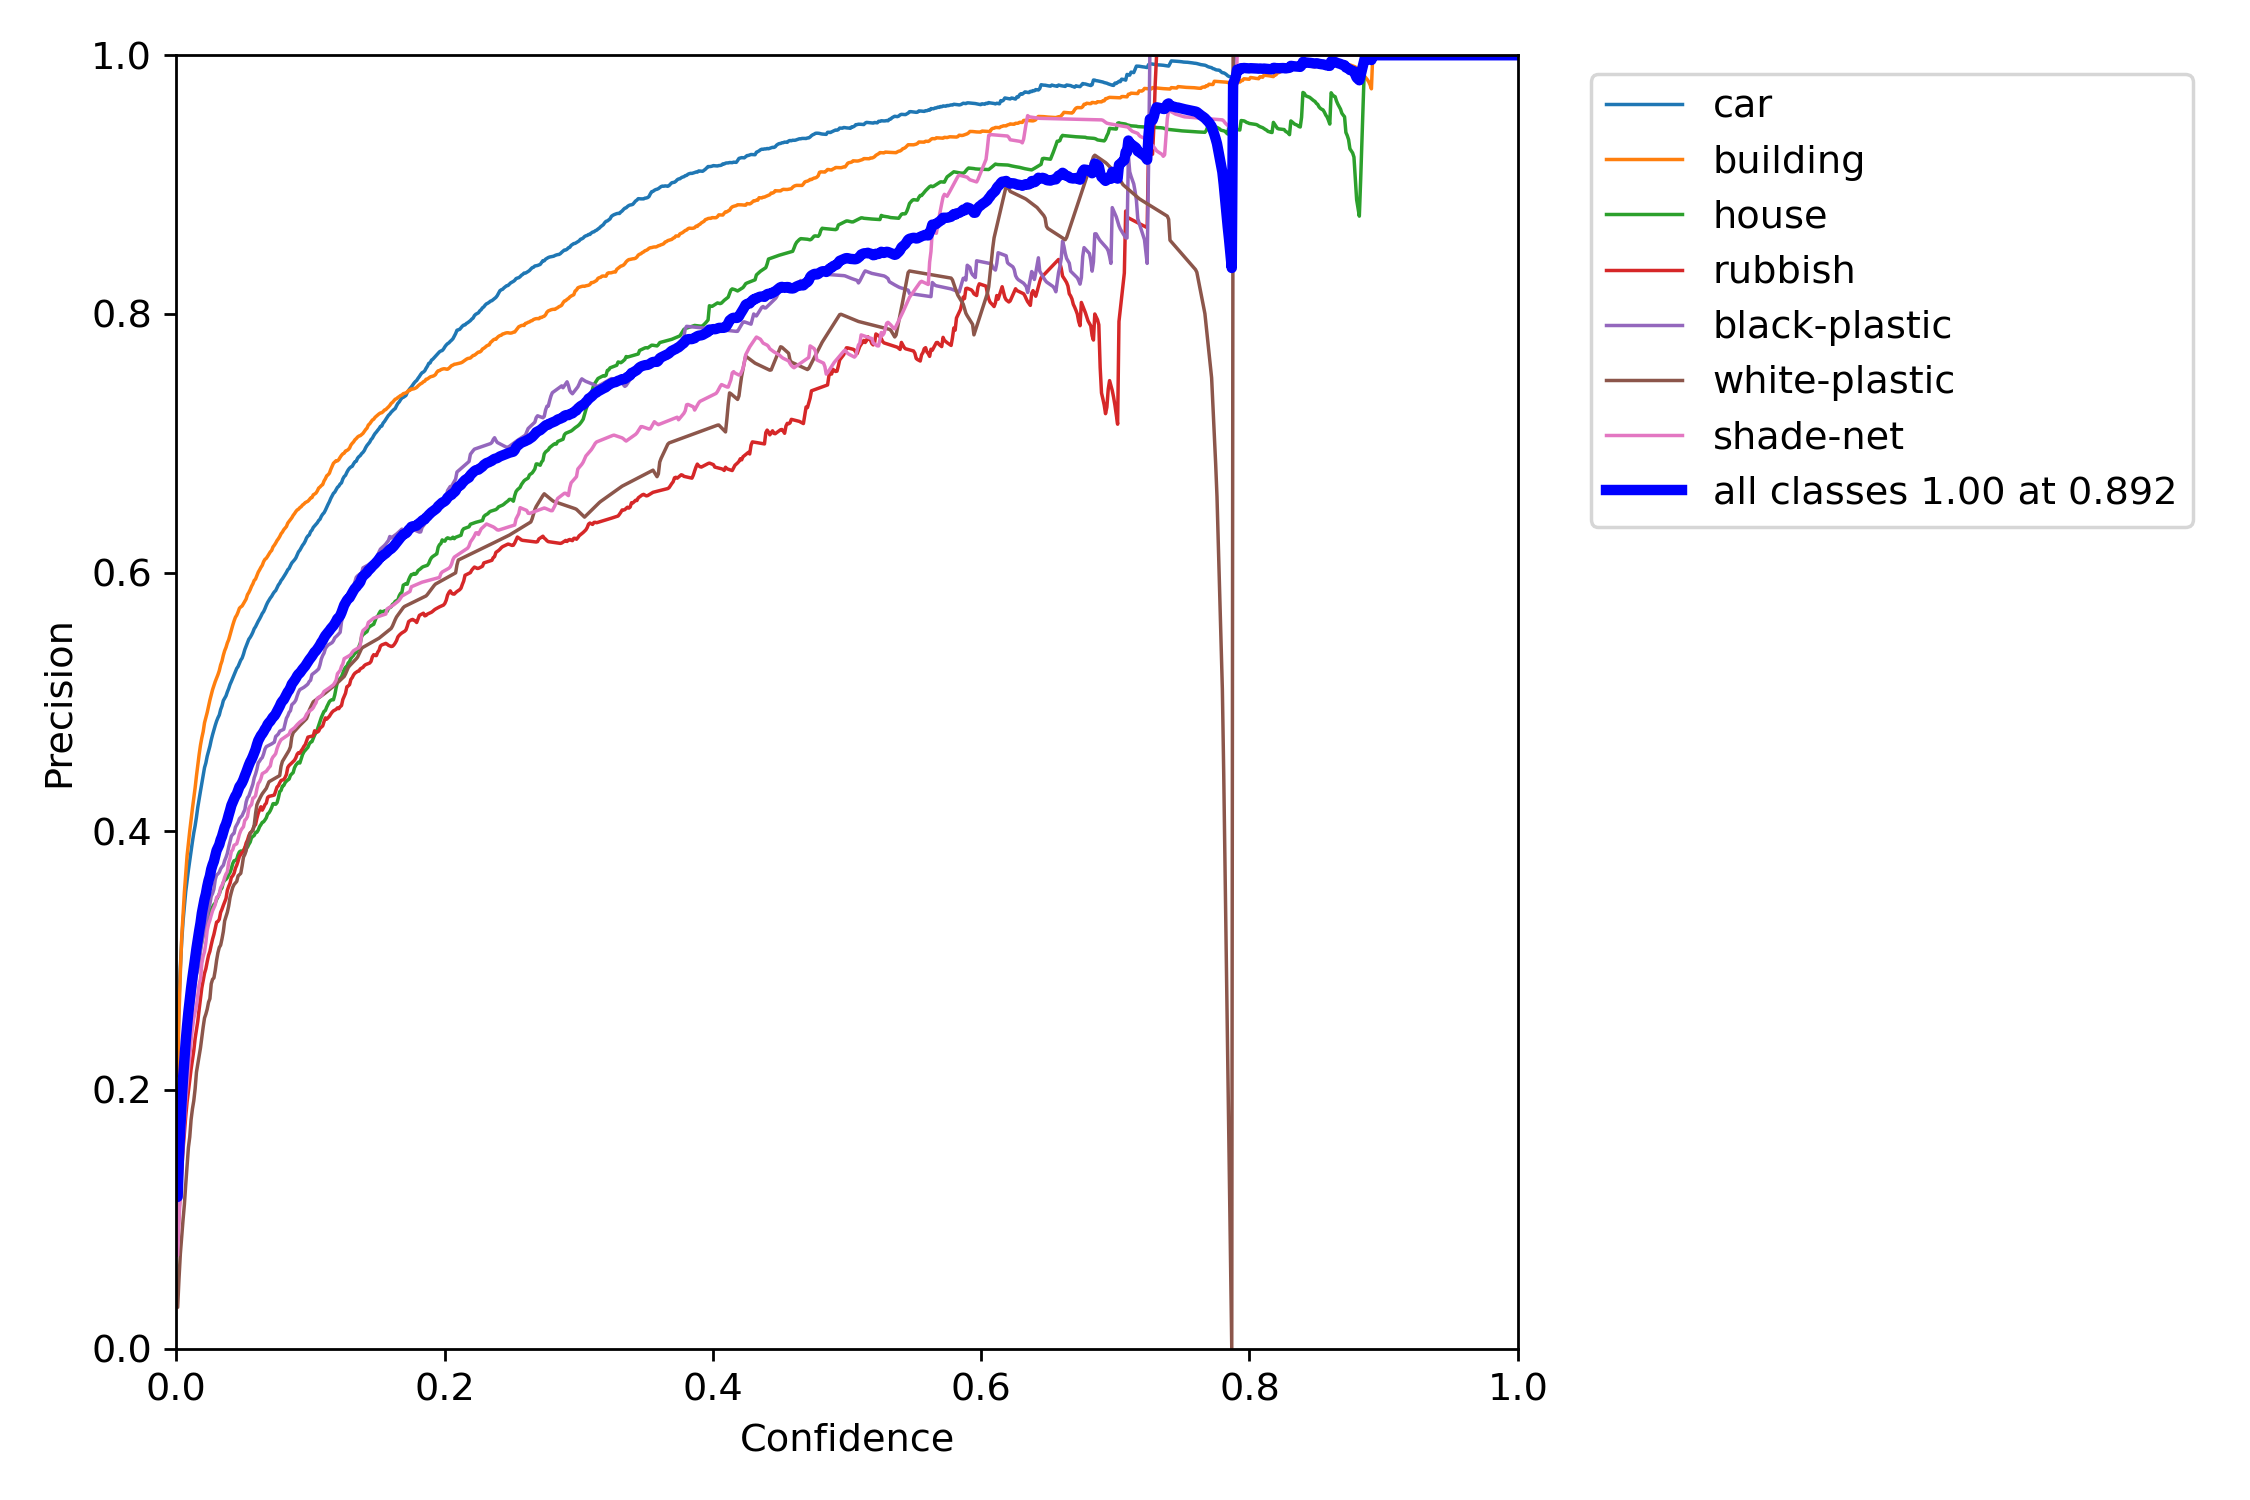 1.0
0.8
0.6
0.4
0.2
0.0
Precision
0.0 0.2 0.4 0.6 0.8 1.0
Confidence
car
building
house
rubbish
black-plastic
white-plastic
shade-net
all classes 1.00 at 0.892